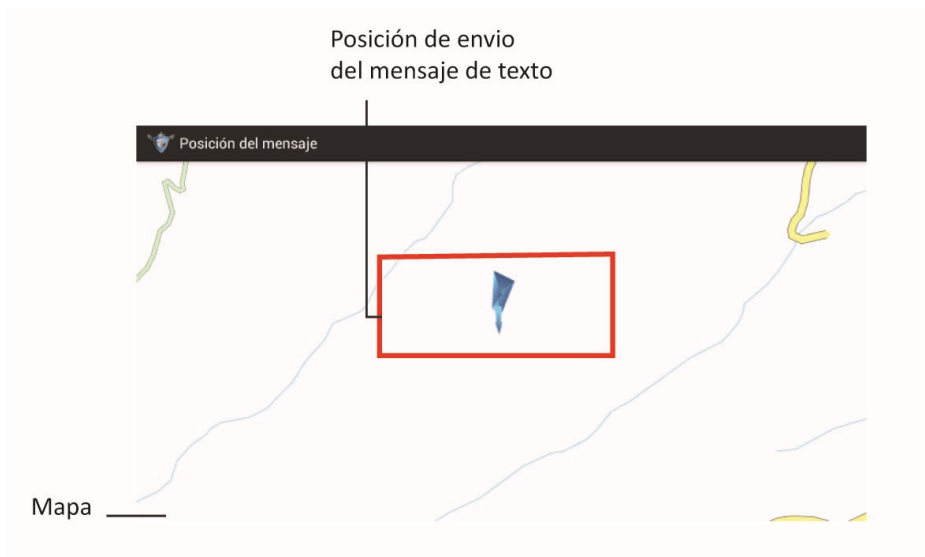 Posición de envio
del mensaje de texto
Posición del mensaje
Mapa